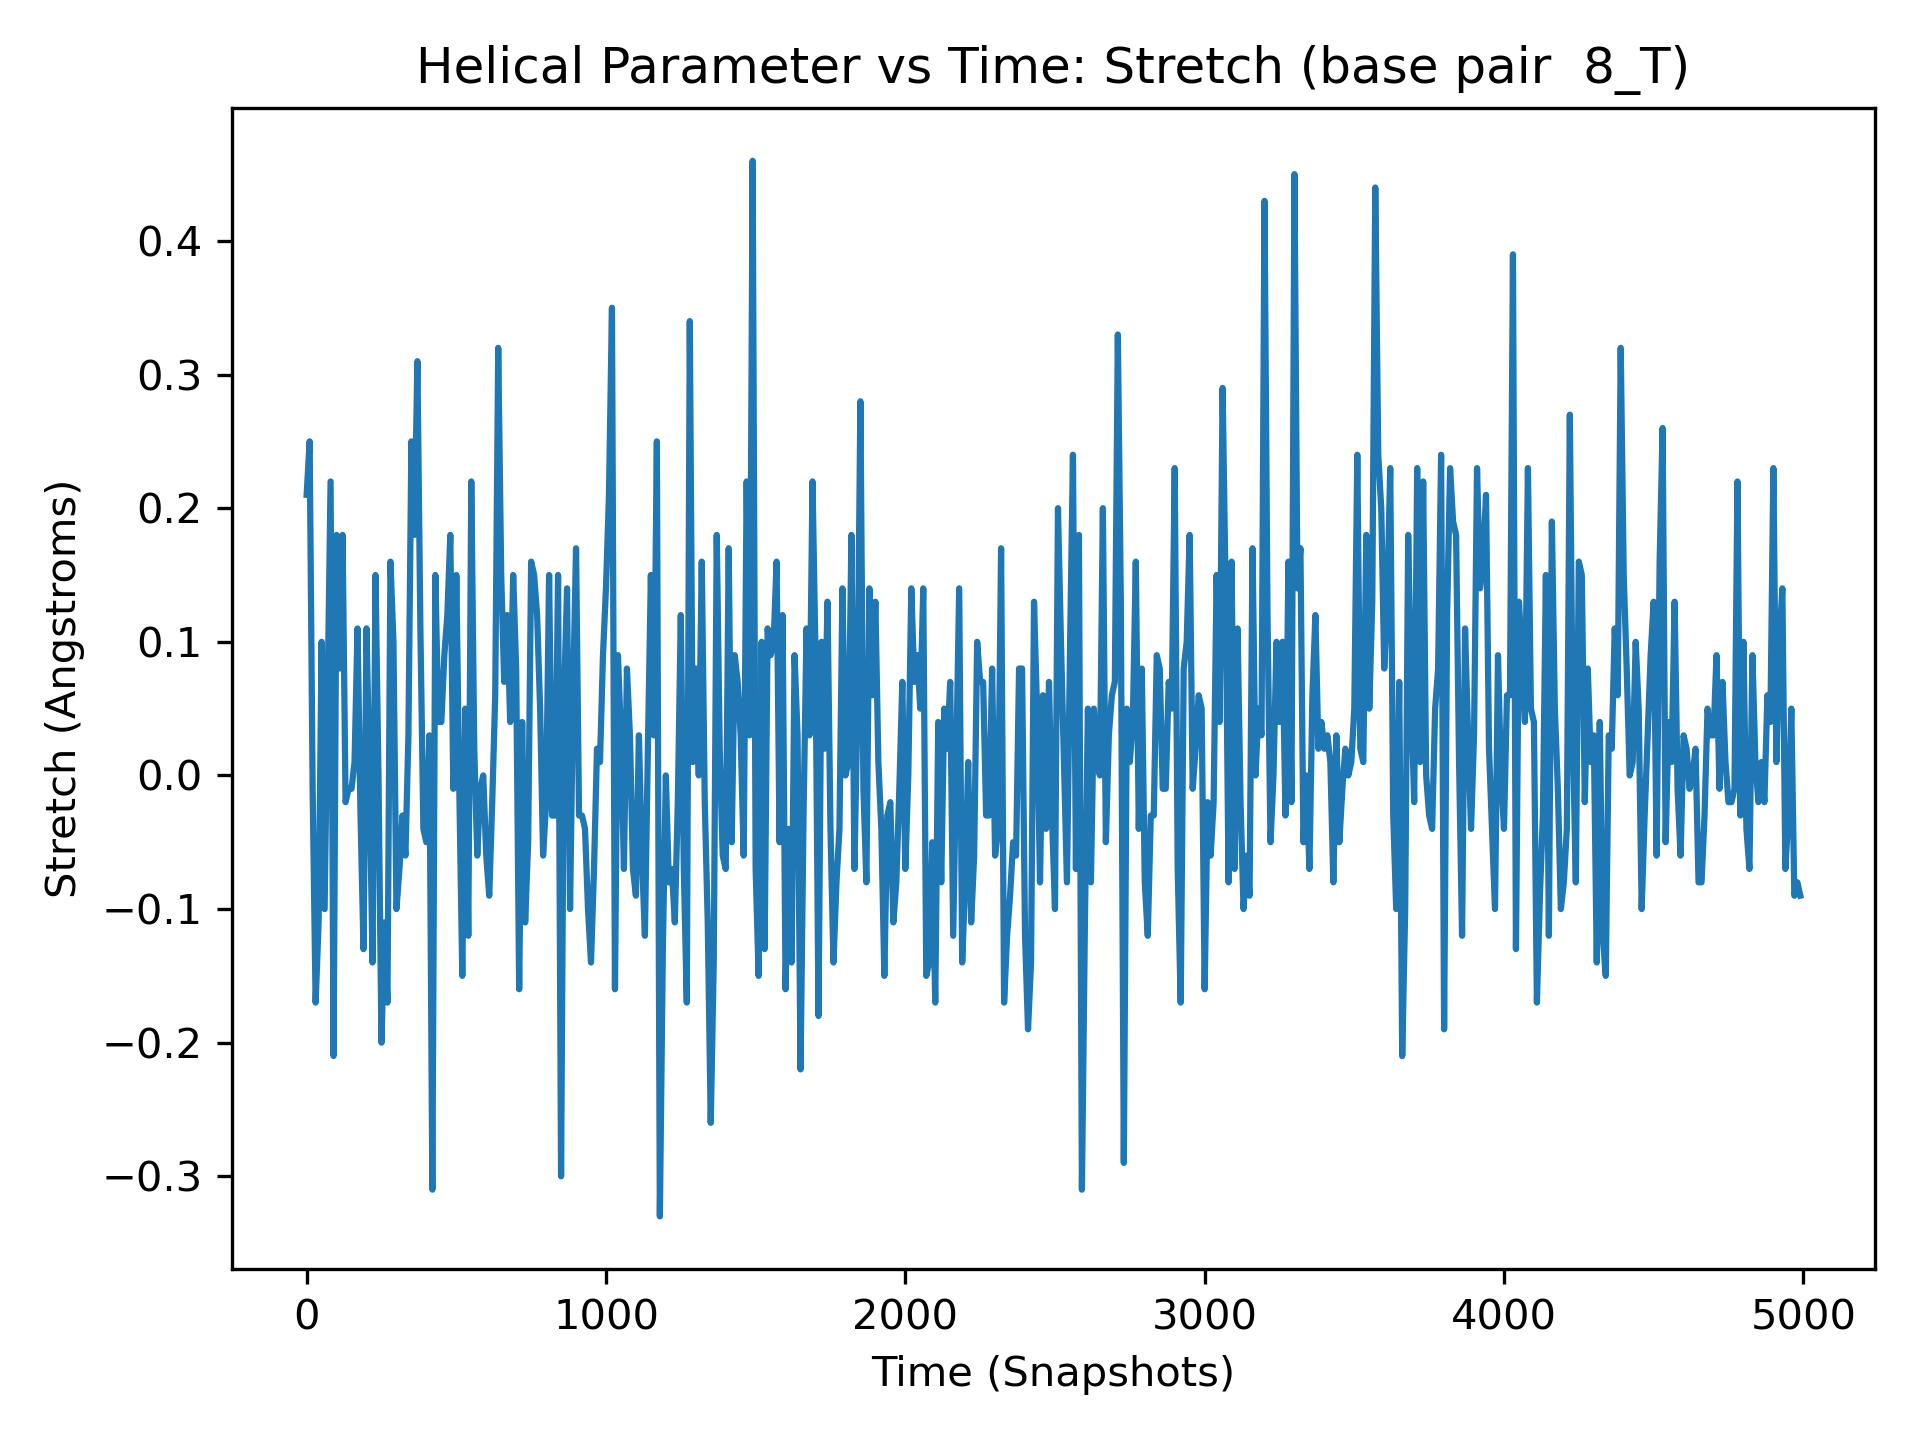 Helical Parameter vs Time: Stretch (base pair  8_T)
Stretch (Angstroms)
0.4
0.3
0.2
0.1
0.0
−0.1
−0.2
−0.3
0 1000 2000 3000 4000 5000
Time (Snapshots)